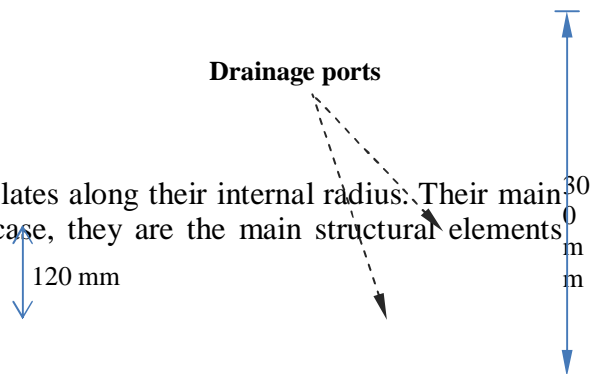 Drainage ports
lates along their internal radius. Their main
case, they are the main structural elements
30
0
m
m
120 mm